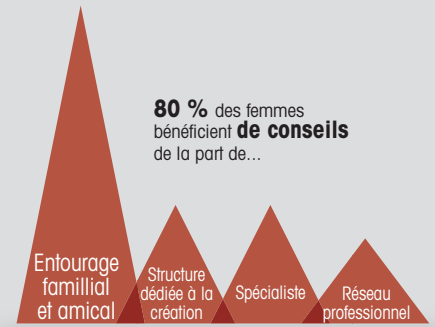 80 % des femmes
bénéficient de conseils
de la part de...
Entourage
famillial
et amical
Structure
dédiée à la
création
Spécialiste
Réseau
professionnel